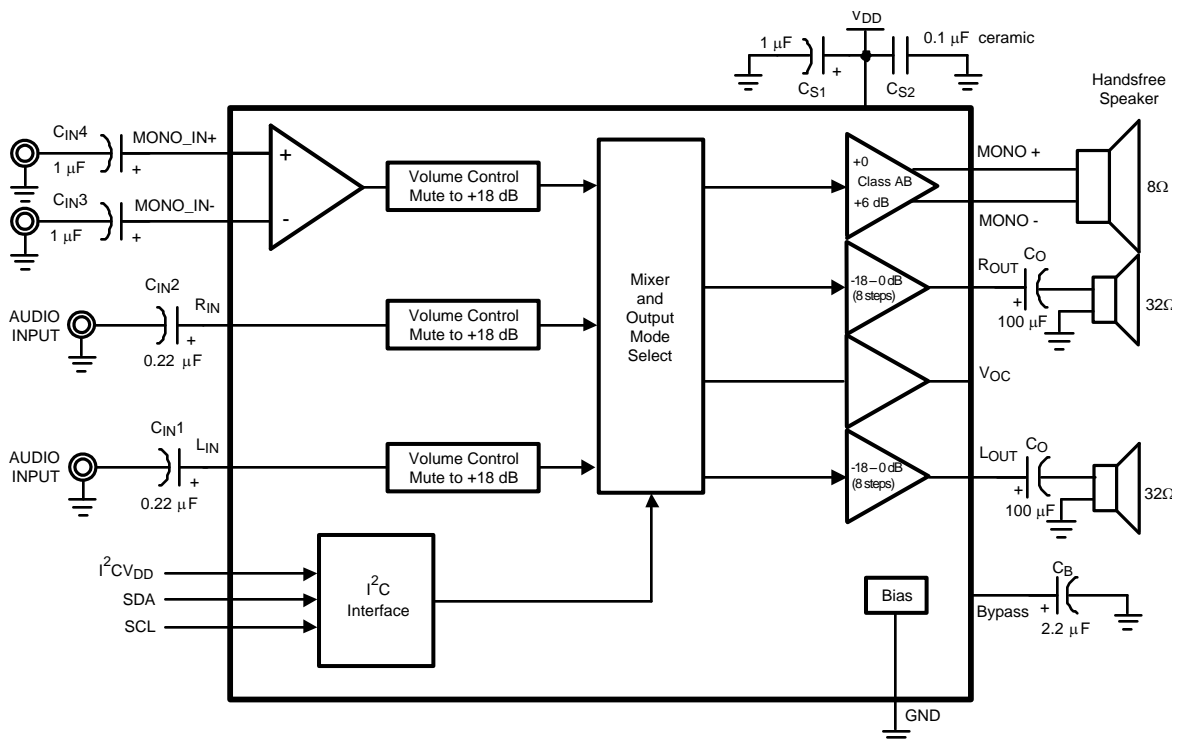 VDD
1 µF
0.1 µF ceramic
+
CS1
CS2
Handsfree
Speaker
CIN4
MONO_IN+
1 µF
+
CIN3
MONO_IN-
1 µF
+
+
-
Volume Control
Mute to +18 dB
+0
Class AB
+6 dB
MONO +
MONO -
8Ω
CIN2
RIN
AUDIO
INPUT
+
0.22 µF
Volume Control
Mute to +18 dB
Mixer
and
Output
Mode
Select
-18–0 dB
(8 steps)
ROUT
CO
+
100 µF
32Ω
VOC
CIN1
LIN
AUDIO
INPUT
+
0.22 µF
Volume Control
Mute to +18 dB
-18–0 dB
(8 steps)
LOUT
CO
+
100 µF
32Ω
I²CVDD
SDA
SCL
I²C
Interface
Bias
CB
Bypass
+
2.2 µF
GND